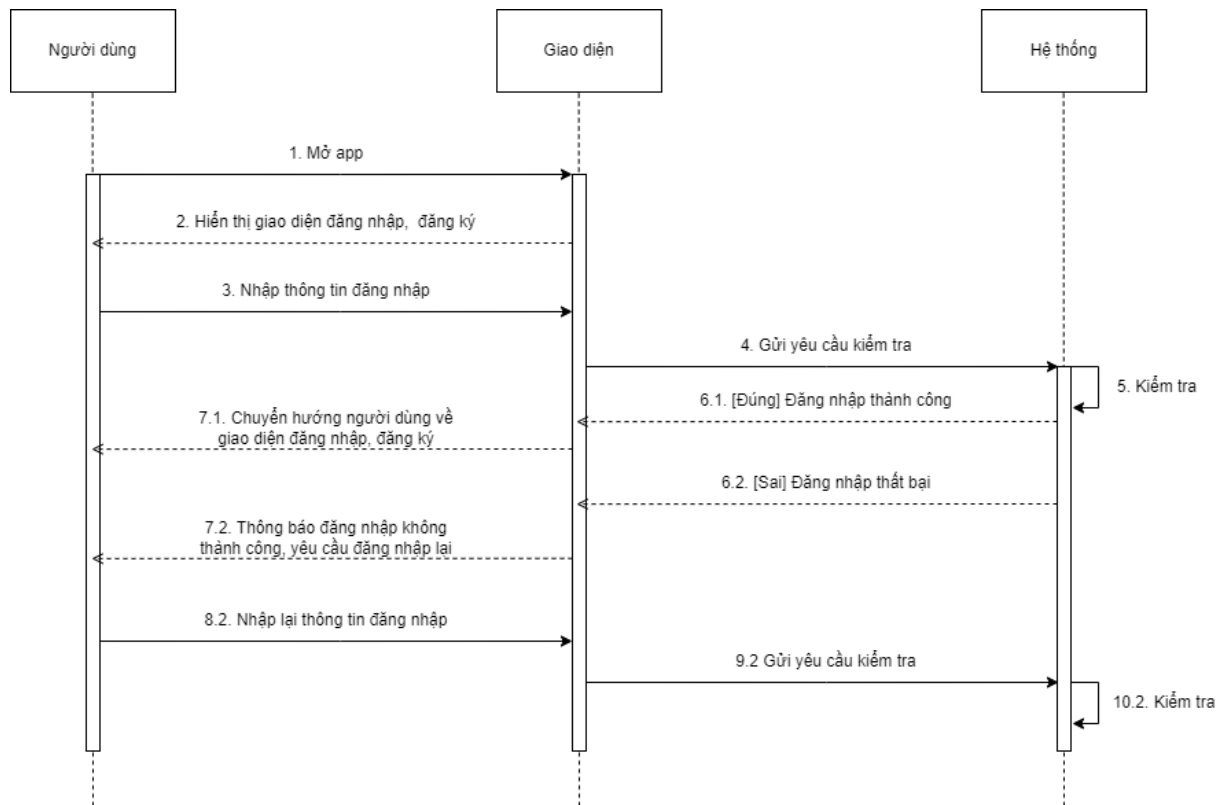 Người dùng
Giao diện
Hệ thống
1. Mở app
2. Hiển thị giao diện đăng nhập, đăng ký
3. Nhập thông tin đăng nhập
4. Gửi yêu cầu kiểm tra
5. Kiểm tra
6.1. [Đúng] Đăng nhập thành công
7.1. Chuyển hướng người dùng về
giao diện đăng nhập, đăng ký
6.2. [Sai] Đăng nhập thất bại
7.2. Thông báo đăng nhập không
thành công, yêu cầu đăng nhập lại
8.2. Nhập lại thông tin đăng nhập
9.2 Gửi yêu cầu kiểm tra
10.2. Kiểm tra